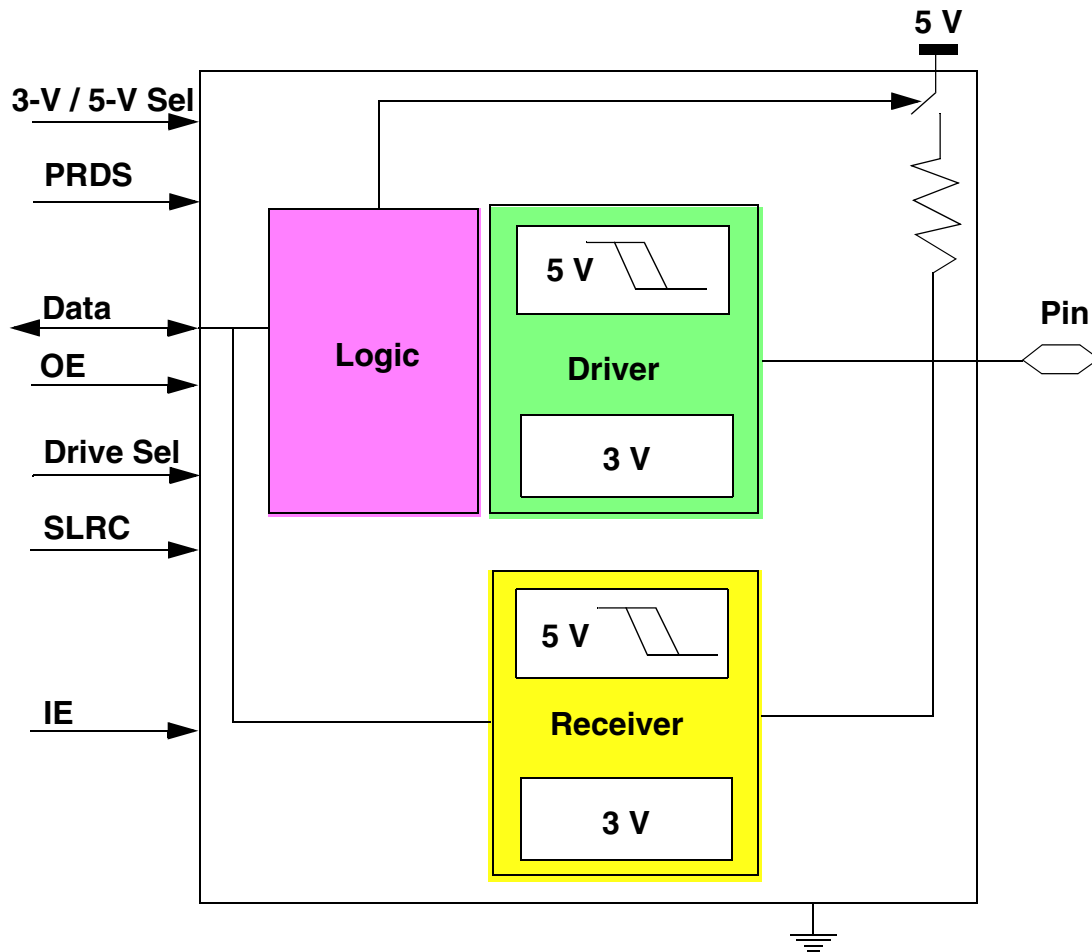 5 V
3-V / 5-V Sel
PRDS
Data
OE
Drive Sel
SLRC
IE
Logic
5 V
Driver
3 V
5 V
Receiver
3 V
Pin